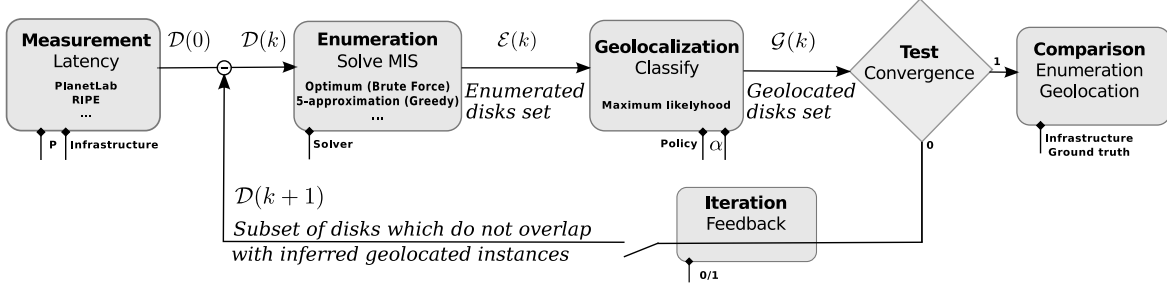 Measurement
Latency
PlanetLab
RIPE
...
P
Infrastructure
𝒟(0)
𝒟(k)
Enumeration
Solve MIS
Optimum (Brute Force)
5-approximation (Greedy)
...
Solver
ℰ(k)
Enumerated
disks set
Geolocalization
Classify
Maximum likelyhood
Policy
α
𝒢(k)
Geolocated
disks set
Test
Convergence
1
0
Comparison
Enumeration
Geolocation
Infrastructure
Ground truth
𝒟(k + 1)
Subset of disks which do not overlap
with inferred geolocated instances
Iteration
Feedback
0/1